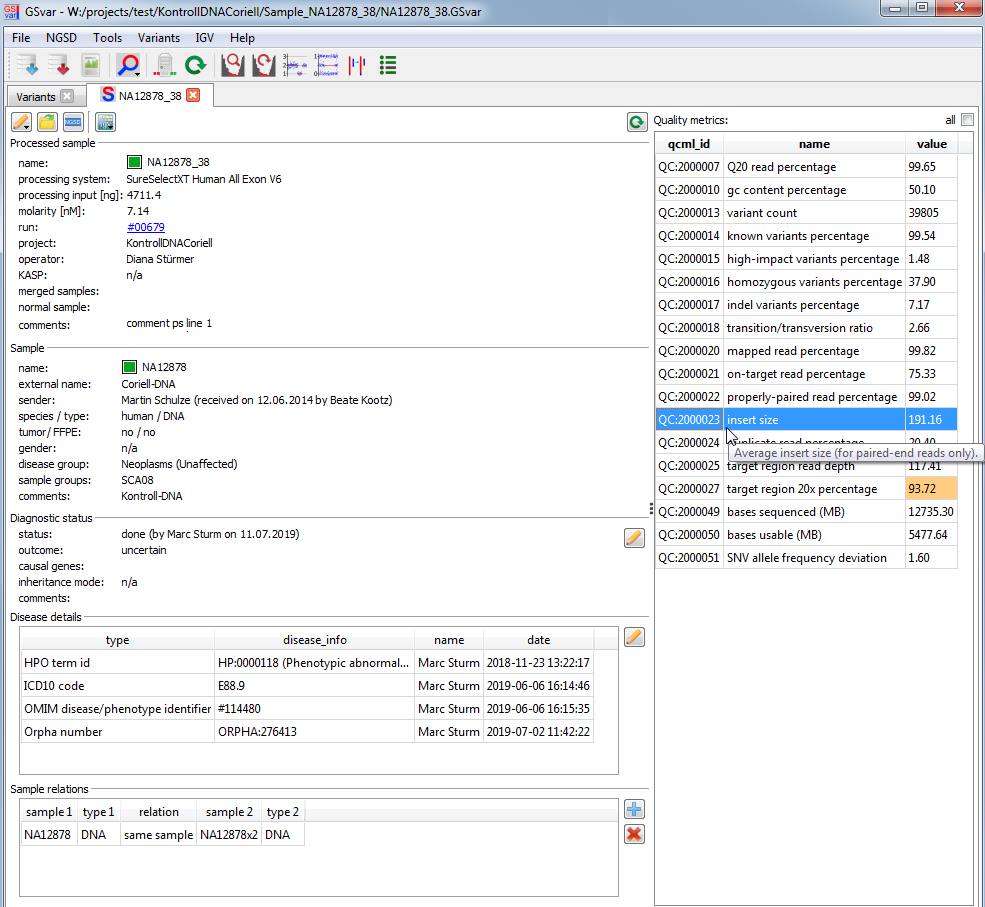 GSvar - W:/projects/test/KontrollDNACoriell/Sample_NA12878_38/NA12878_38.GSvar
File NGSD Tools Variants IGV Help
Variants NA12878_38
Processed sample
name: NA12878_38
processing system: SureSelectXT Human All Exon V6
processing input [ng]: 4711.4
molarity [nM]: 7.14
run: #00679
project: KontrollDNACoriell
operator: Diana Stürmer
KASP: n/a
merged samples:
normal sample:
comments: comment ps line 1
Sample
name: NA12878
external name: Coriell-DNA
sender: Martin Schulze (received on 12.06.2014 by Beate Kootz)
species / type: human / DNA
tumor/ FFPE: no / no
gender: n/a
disease group: Neoplasms (Unaffected)
sample groups: SCA08
comments: Kontroll-DNA
Diagnostic status
status: done (by Marc Sturm on 11.07.2019)
outcome: uncertain
causal genes:
inheritance mode: n/a
comments:
Disease details
type disease_info name date
HPO term id HP:0000118 (Phenotypic abnormal... Marc Sturm 2018-11-23 13:22:17
ICD10 code E88.9 Marc Sturm 2019-06-06 16:14:46
OMIM disease/phenotype identifier #114480 Marc Sturm 2019-06-06 16:15:35
Orpha number ORPHA:276413 Marc Sturm 2019-07-02 11:42:22
Sample relations
sample 1 type 1 relation sample 2 type 2
NA12878 DNA same sample NA12878x2 DNA
Quality metrics: all
qcml_id name value
QC:2000007 Q20 read percentage 99.65
QC:2000010 gc content percentage 50.10
QC:2000013 variant count 39805
QC:2000014 known variants percentage 99.54
QC:2000015 high-impact variants percentage 1.48
QC:2000016 homozygous variants percentage 37.90
QC:2000017 indel variants percentage 7.17
QC:2000018 transition/transversion ratio 2.66
QC:2000020 mapped read percentage 99.82
QC:2000021 on-target read percentage 75.33
QC:2000022 properly-paired read percentage 99.02
QC:2000023 insert size 191.16
QC:2000024 duplicate read percentage 20.40
Average insert size (for paired-end reads only).
QC:2000025 target region read depth 117.41
QC:2000027 target region 20x percentage 93.72
QC:2000049 bases sequenced (MB) 12735.30
QC:2000050 bases usable (MB) 5477.64
QC:2000051 SNV allele frequency deviation 1.60